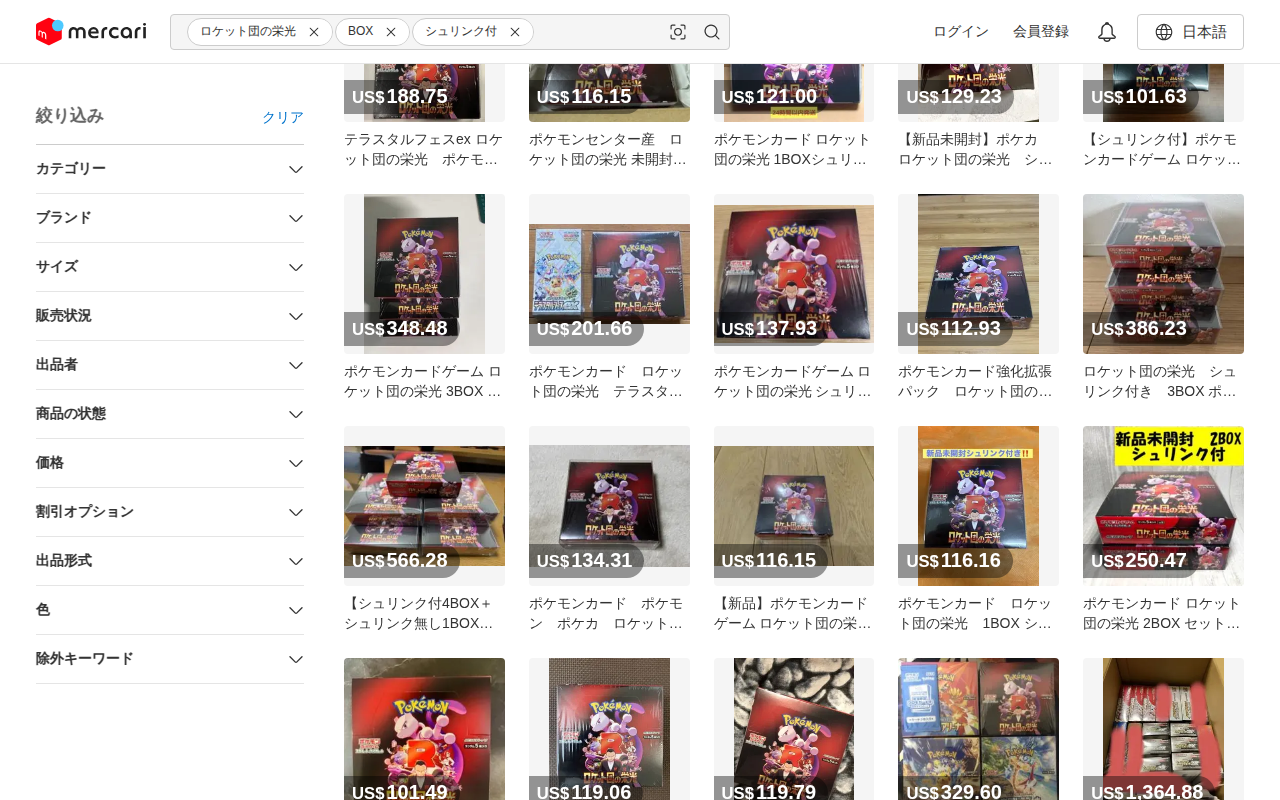 mercari
ロケット団の栄光
BOX
シュリンク付
ログイン
会員登録
日本語
絞り込み
クリア
カテゴリー
ブランド
サイズ
販売状況
出品者
商品の状態
価格
割引オプション
出品形式
色
除外キーワード
US$188.75
テラスタルフェスex ロケ
ット団の栄光　ポケモ…
US$116.15
ポケモンセンター産　ロ
ケット団の栄光 未開封…
US$121.00
ポケモンカード ロケット
団の栄光 1BOXシュリ…
US$129.23
【新品未開封】ポケカ
ロケット団の栄光　シ…
US$101.63
【シュリンク付】ポケモ
ンカードゲーム ロケッ…
US$348.48
ポケモンカードゲーム ロ
ケット団の栄光 3BOX …
US$201.66
ポケモンカード　ロケッ
ト団の栄光　テラスタ…
US$137.93
ポケモンカードゲーム ロ
ケット団の栄光 シュリ…
US$112.93
ポケモンカード強化拡張
パック　ロケット団の…
US$386.23
ロケット団の栄光　シュ
リンク付き　3BOX ポ…
US$566.28
【シュリンク付4BOX＋
シュリンク無し1BOX…
US$134.31
ポケモンカード　ポケモ
ン　ポケカ　ロケット…
US$116.15
【新品】ポケモンカード
ゲーム ロケット団の栄…
新品未開封シュリンク付き!!
US$116.16
ポケモンカード　ロケッ
ト団の栄光　1BOX シ…
新品未開封　2BOX
シュリンク付
US$250.47
ポケモンカード ロケット
団の栄光 2BOX セット…
US$101.49
US$119.06
US$119.79
US$329.60
US$1,364.88